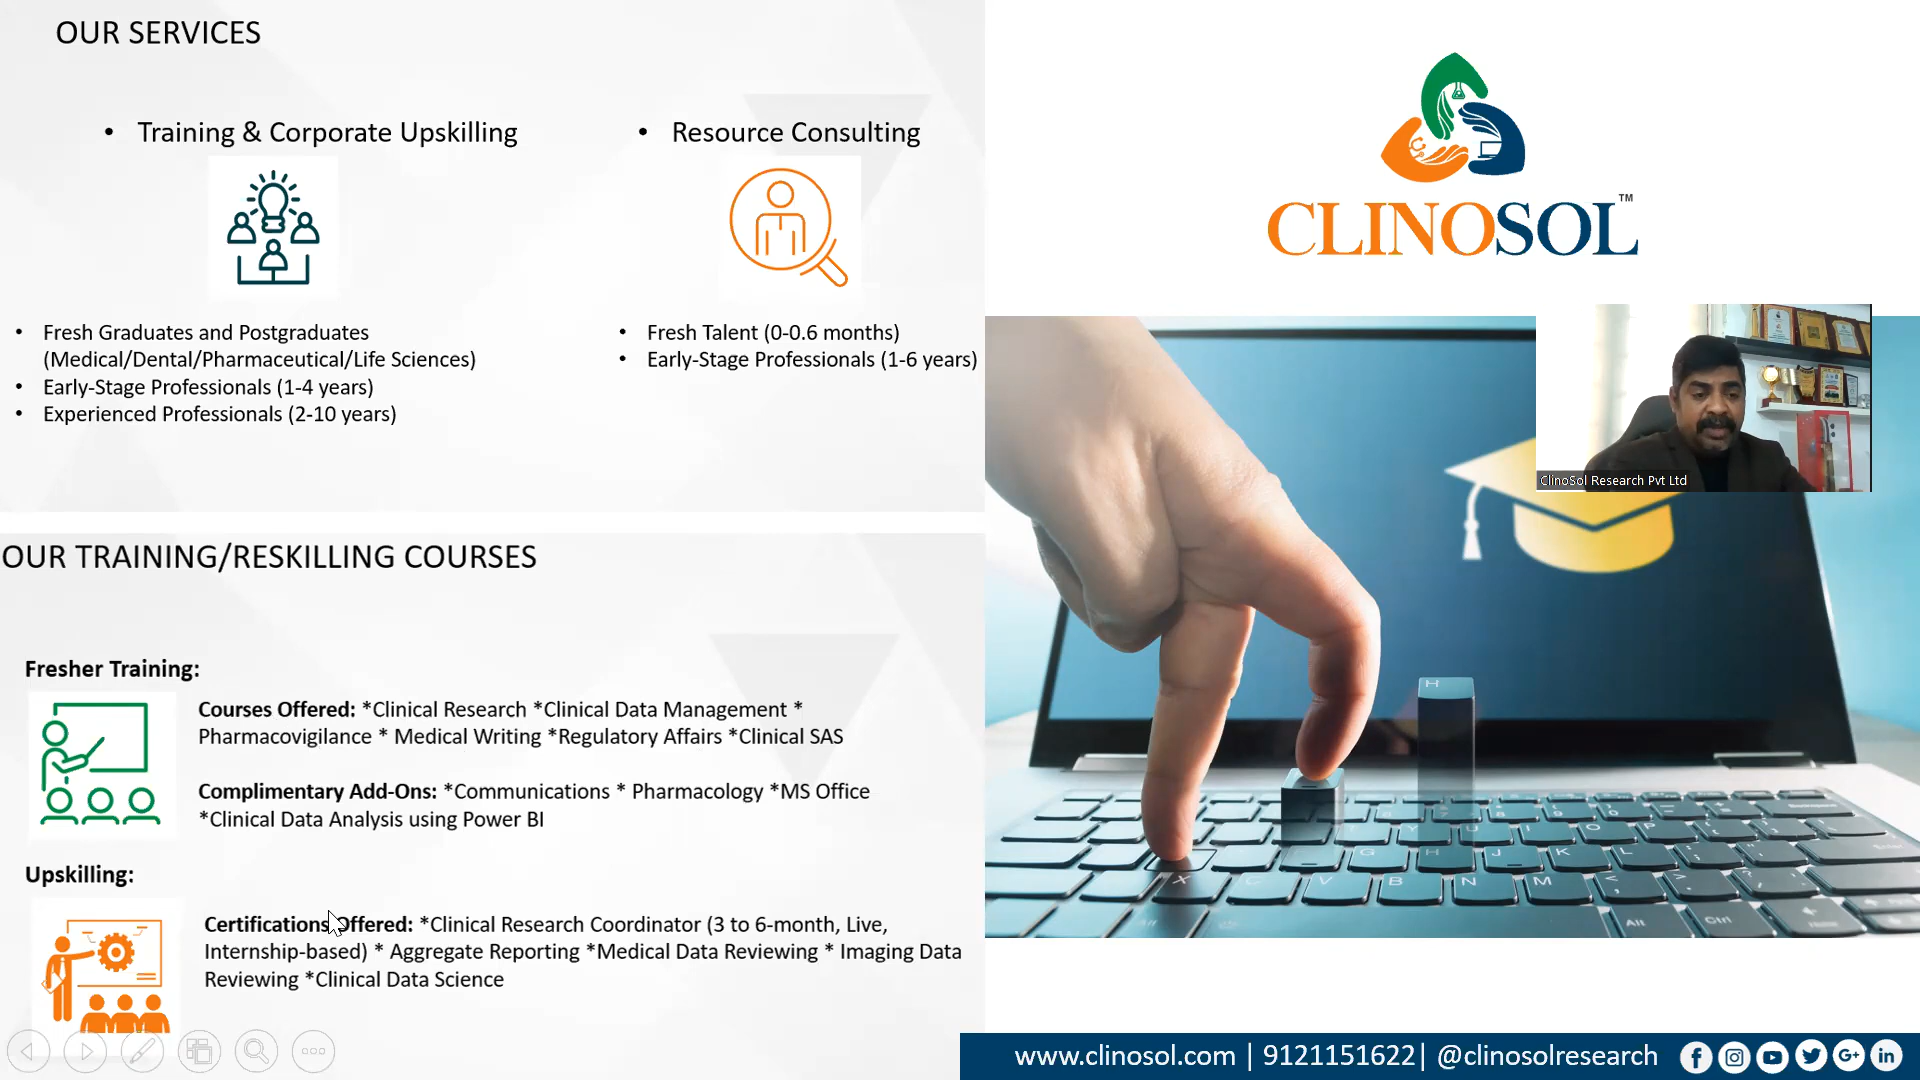 OUR SERVICES
• Training & Corporate Upskilling
• Resource Consulting
• Fresh Graduates and Postgraduates
(Medical/Dental/Pharmaceutical/Life Sciences)
• Early-Stage Professionals (1-4 years)
• Experienced Professionals (2-10 years)
• Fresh Talent (0-0.6 months)
• Early-Stage Professionals (1-6 years)
OUR TRAINING/RESKILLING COURSES
Fresher Training:
Courses Offered: *Clinical Research *Clinical Data Management *
Pharmacovigilance * Medical Writing *Regulatory Affairs *Clinical SAS
Complimentary Add-Ons: *Communications * Pharmacology *MS Office
*Clinical Data Analysis using Power BI
Upskilling:
Certifications Offered: *Clinical Research Coordinator (3 to 6-month, Live,
Internship-based) * Aggregate Reporting *Medical Data Reviewing * Imaging Data
Reviewing *Clinical Data Science
CLINOSOL™
ClinoSol Research Pvt Ltd
G H J K L
X C V B N M
Alt Ctrl
www.clinosol.com | 9121151622| @clinosolresearch